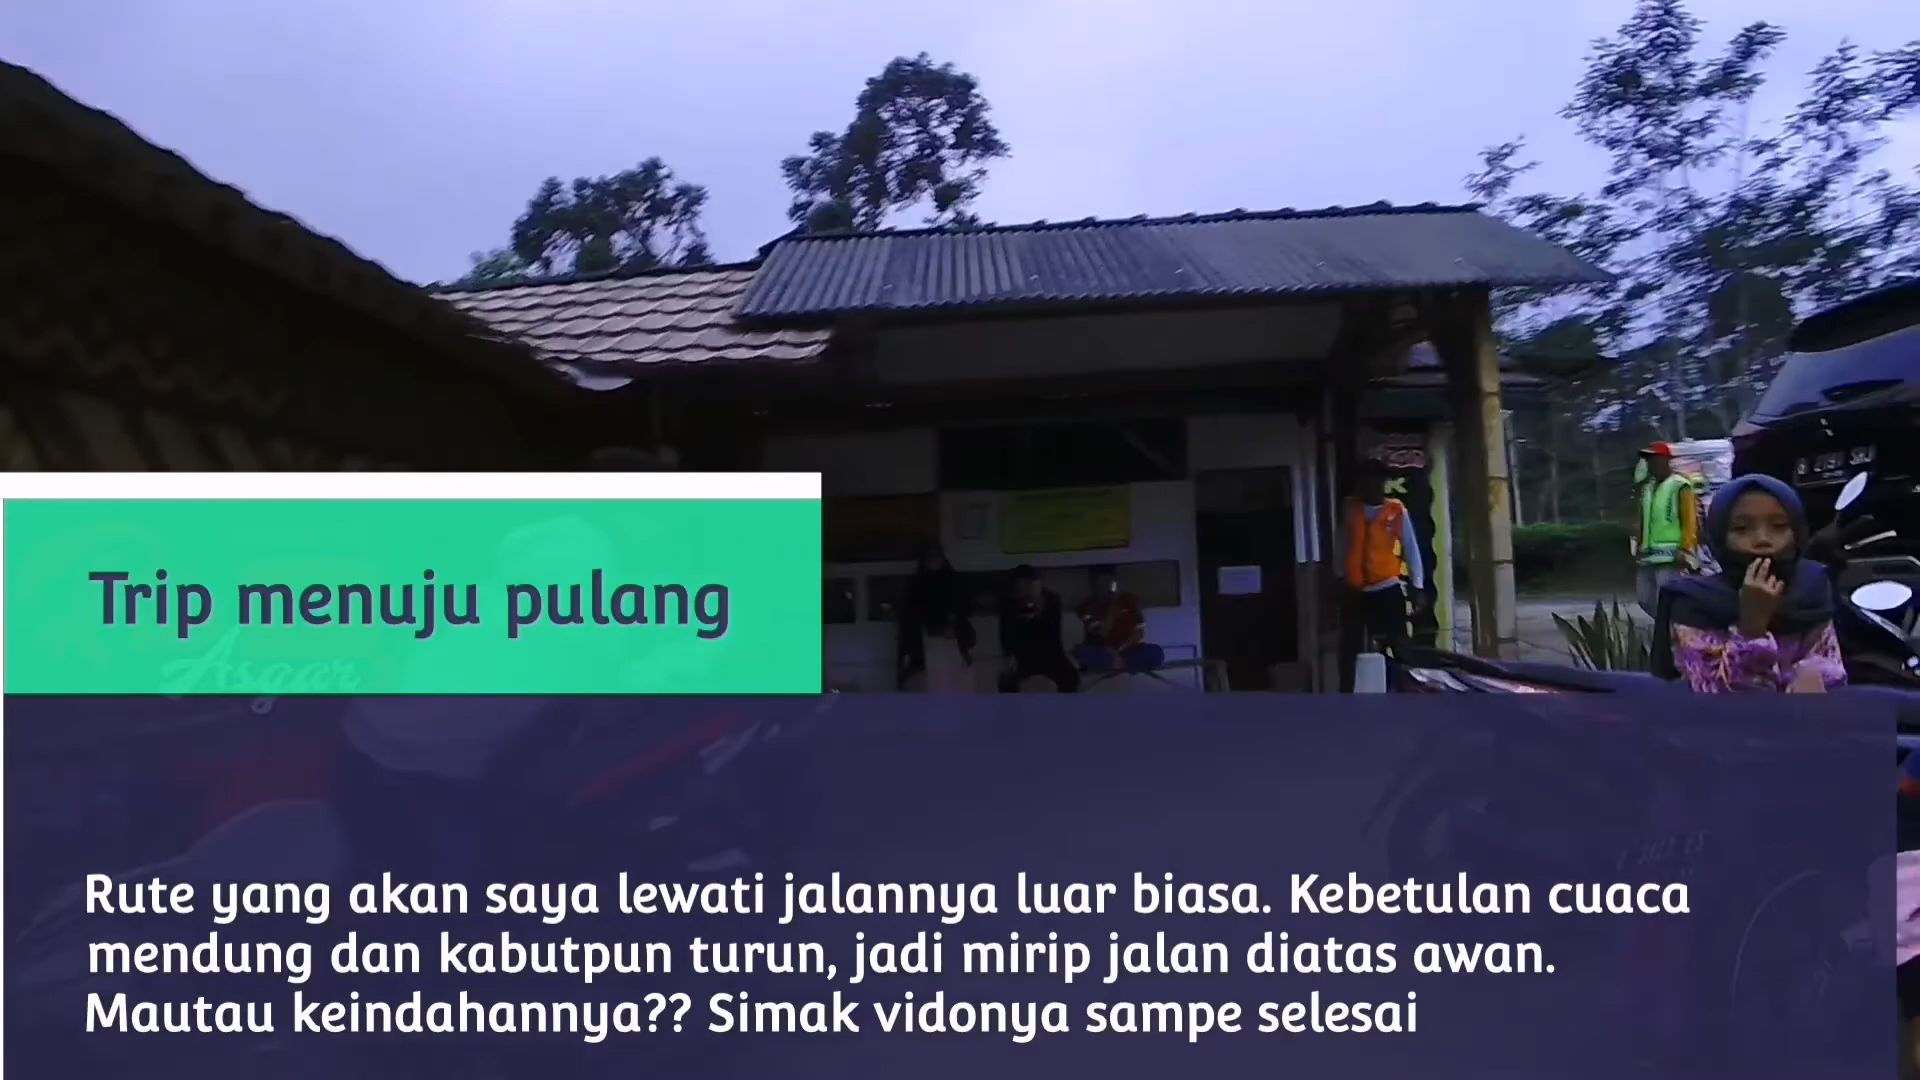 Trip menuju pulang
Asgar
Rute yang akan saya lewati jalannya luar biasa. Kebetulan cuaca
mendung dan kabutpun turun, jadi mirip jalan diatas awan.
Mautau keindahannya?? Simak vidonya sampe selesai